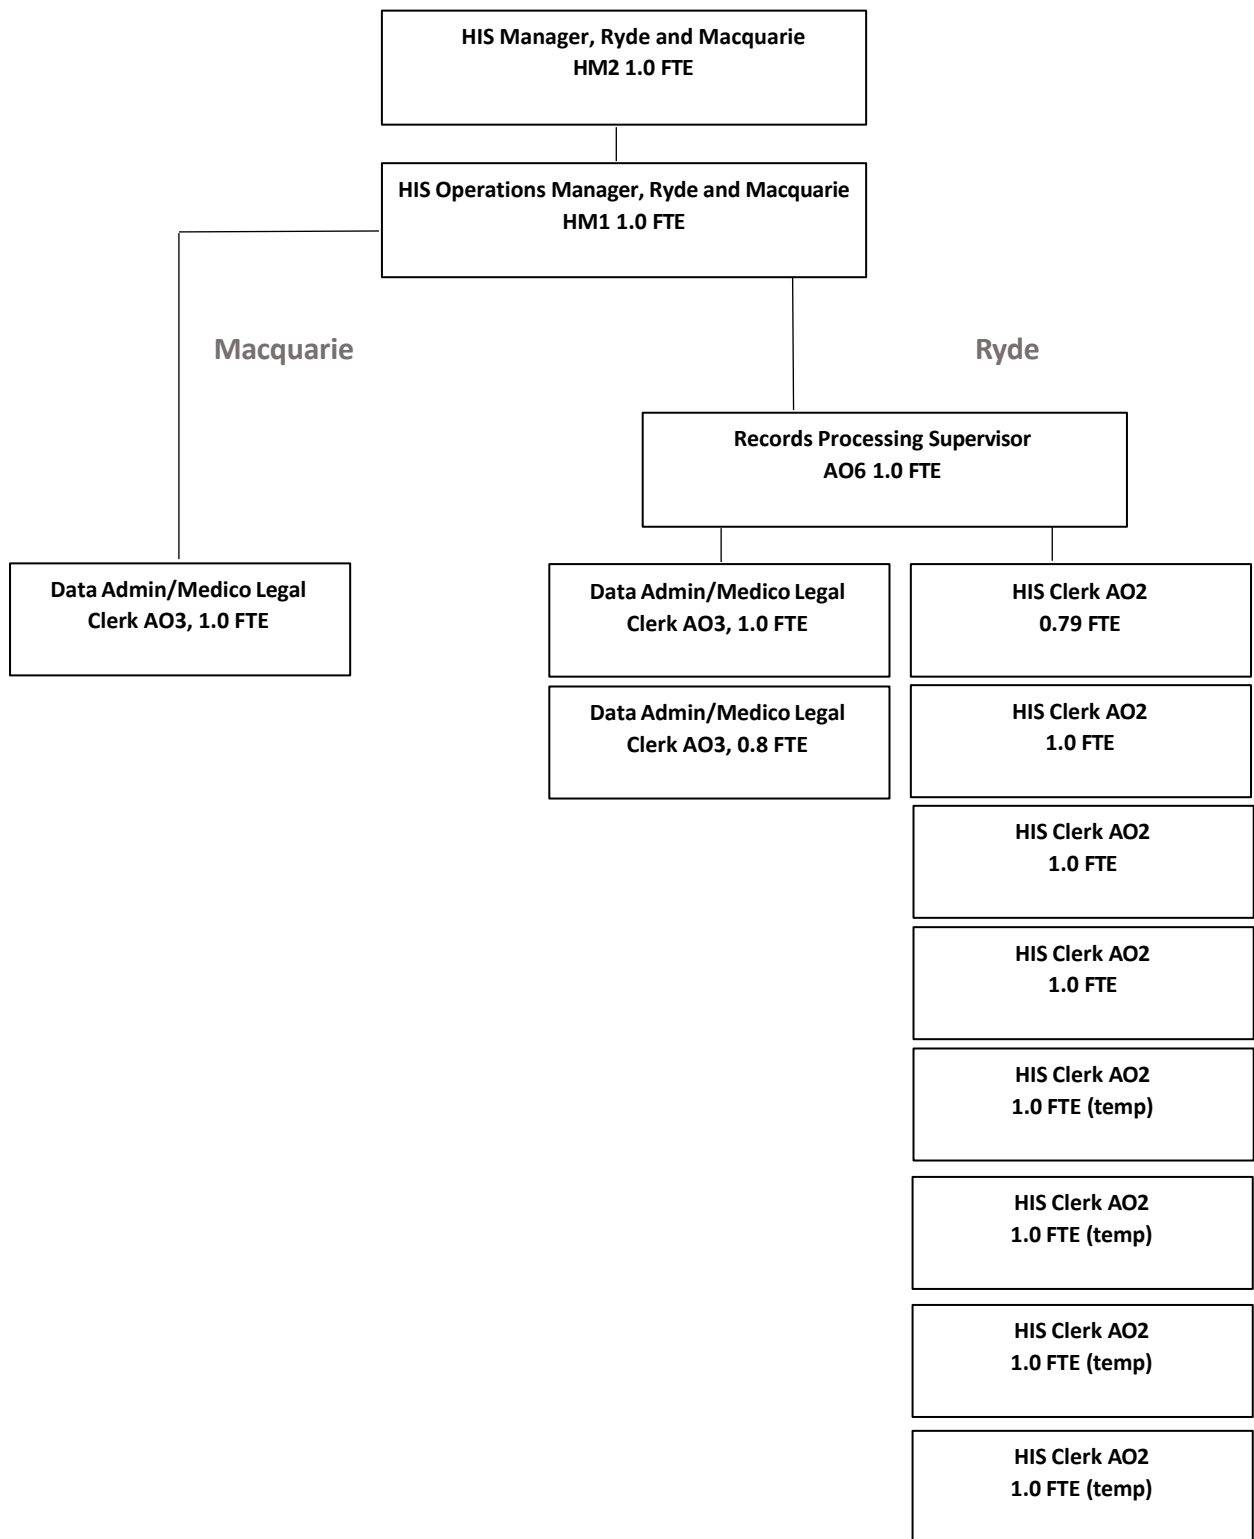 HIS Manager, Ryde and Macquarie
HM2 1.0 FTE
HIS Operations Manager, Ryde and Macquarie
HM1 1.0 FTE
Macquarie
Ryde
Records Processing Supervisor
AO6 1.0 FTE
Data Admin/Medico Legal
Clerk AO3, 1.0 FTE
Data Admin/Medico Legal
Clerk AO3, 1.0 FTE
HIS Clerk AO2
0.79 FTE
Data Admin/Medico Legal
Clerk AO3, 0.8 FTE
HIS Clerk AO2
1.0 FTE
HIS Clerk AO2
1.0 FTE
HIS Clerk AO2
1.0 FTE
HIS Clerk AO2
1.0 FTE (temp)
HIS Clerk AO2
1.0 FTE (temp)
HIS Clerk AO2
1.0 FTE (temp)
HIS Clerk AO2
1.0 FTE (temp)